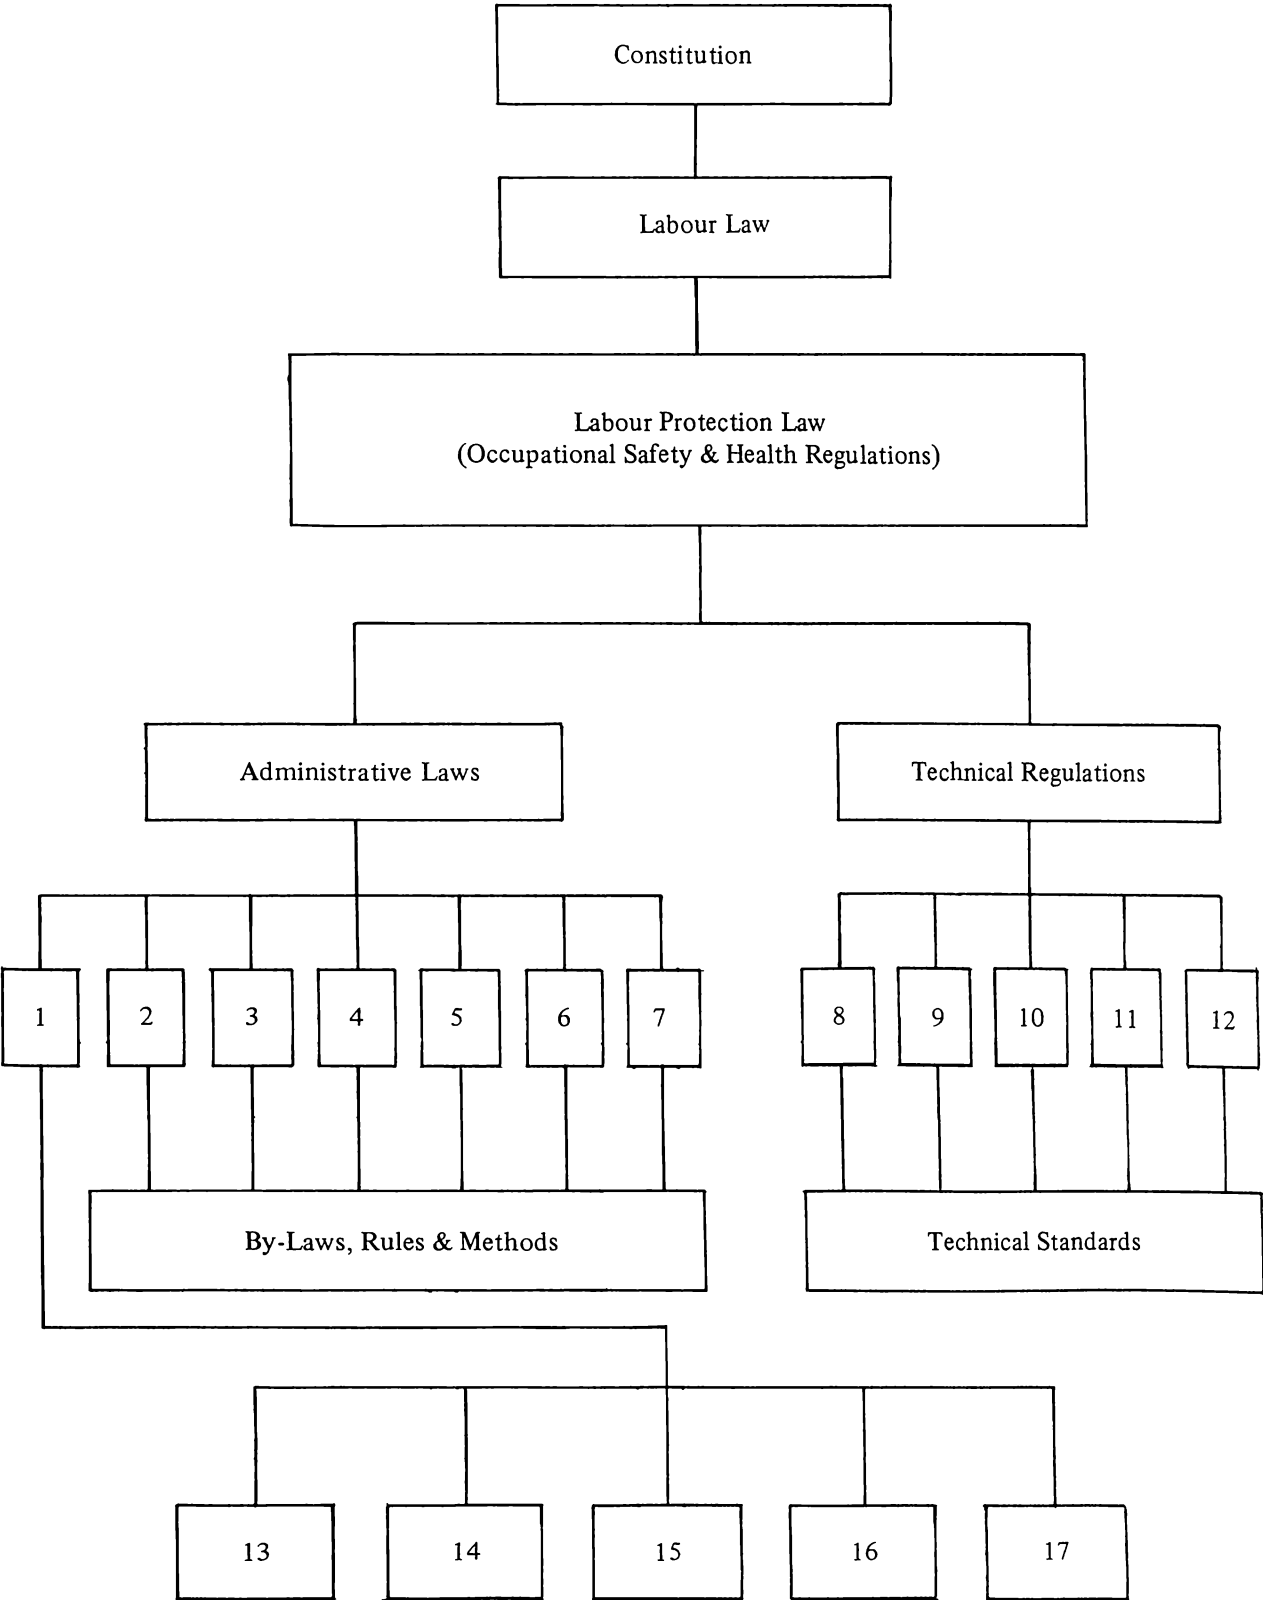 Constitution
Labour Law
Labour Protection Law
(Occupational Safety & Health Regulations)
Administrative Laws
Technical Regulations
1 2 3 4 5 6 7 8 9 10 11 12
By-Laws, Rules & Methods
Technical Standards
13 14 15 16 17